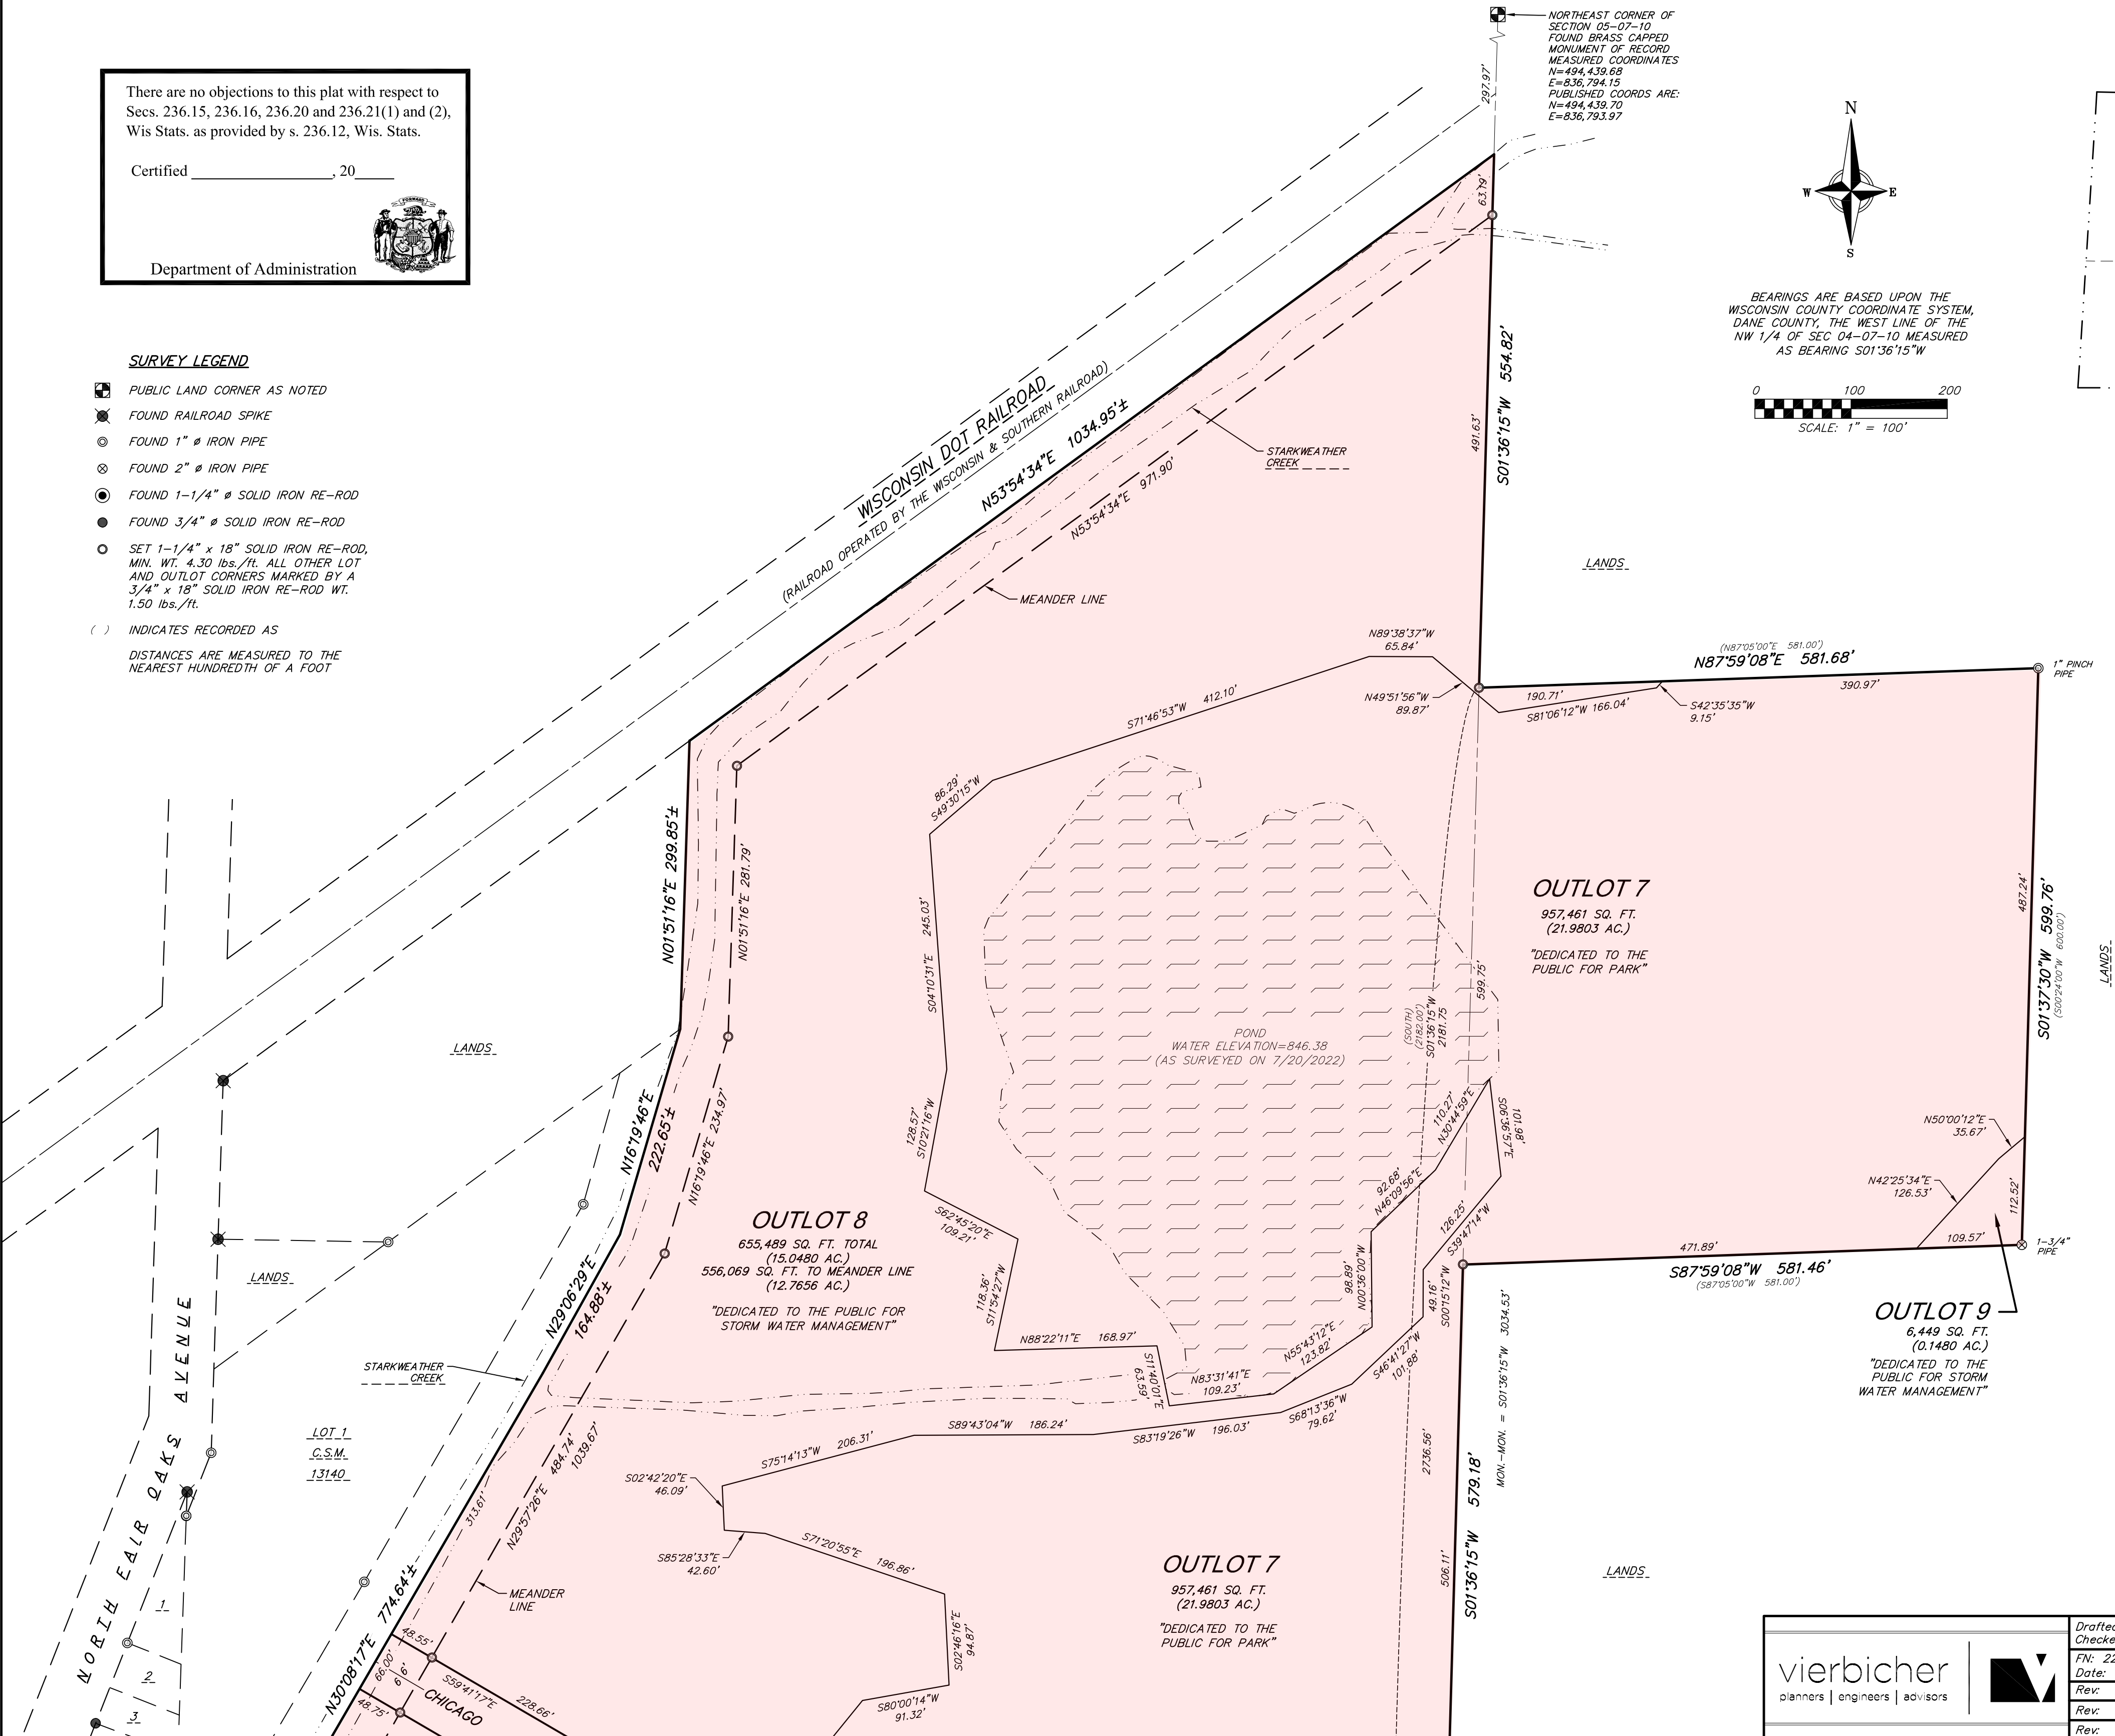 There are no objections to this plat with respect to
Secs. 236.15, 236.16, 236.20 and 236.21(1) and (2),
Wis Stats. as provided by s. 236.12, Wis. Stats.
Certified __________________, 20_____
FORWARD
Department of Administration
SURVEY LEGEND
PUBLIC LAND CORNER AS NOTED
FOUND RAILROAD SPIKE
FOUND 1" ø IRON PIPE
FOUND 2" ø IRON PIPE
FOUND 1-1/4" ø SOLID IRON RE-ROD
FOUND 3/4" ø SOLID IRON RE-ROD
SET 1-1/4" x 18" SOLID IRON RE-ROD,
MIN. WT. 4.30 lbs./ft. ALL OTHER LOT
AND OUTLOT CORNERS MARKED BY A
3/4" x 18" SOLID IRON RE-ROD WT.
1.50 lbs./ft.
( ) INDICATES RECORDED AS
DISTANCES ARE MEASURED TO THE
NEAREST HUNDREDTH OF A FOOT
NORTHEAST CORNER OF
SECTION 05-07-10
FOUND BRASS CAPPED
MONUMENT OF RECORD
MEASURED COORDINATES
N=494,439.68
E=836,794.15
PUBLISHED COORDS ARE:
N=494,439.70
E=836,793.97
297.97'
63.19'
N
W E
S
BEARINGS ARE BASED UPON THE
WISCONSIN COUNTY COORDINATE SYSTEM,
DANE COUNTY, THE WEST LINE OF THE
NW 1/4 OF SEC 04-07-10 MEASURED
AS BEARING S01°36'15"W
0 100 200
SCALE: 1" = 100'
WISCONSIN DOT RAILROAD
(RAILROAD OPERATED BY THE WISCONSIN & SOUTHERN RAILROAD)
N53°54'34"E 1034.95'±
N53°54'34"E 971.90'
STARKWEATHER
CREEK
MEANDER LINE
491.63'
S01°36'15"W 554.82'
LANDS
N89°38'37"W
65.84'
N49°51'56"W
89.87'
(N87°05'00"E 581.00')
N87°59'08"E 581.68'
190.71'
390.97'
S81°06'12"W 166.04'
S42°35'35"W
9.15'
1" PINCH
PIPE
S71°46'53"W 412.10'
86.29'
S49°30'15"W
N01°51'16"E 299.85'±
N01°51'16"E 281.79'
S04°10'31"E 245.03'
128.57'
S10°21'16"W
S62°45'20"E
109.21'
118.36'
S11°54'27"W
N88°22'11"E 168.97'
S11°40'01"E
63.59'
N83°31'41"E
109.23'
N55°43'12"E
123.82'
98.89'
N00°36'00"W
92.68'
N46°09'56"E
110.27'
N30°44'59"E
101.98'
S06°36'57"E
126.25'
S39°47'14"W
49.16'
S00°15'12"W
S46°41'27"W
101.88'
S68°13'36"W
79.62'
S83°19'26"W 196.03'
S89°43'04"W 186.24'
S75°14'13"W 206.31'
S02°42'20"E
46.09'
S85°28'33"E
42.60'
S71°20'55"E 196.86'
S02°46'16"E
94.87'
S80°00'14"W
91.32'
POND
WATER ELEVATION=846.38
(AS SURVEYED ON 7/20/2022)
(SOUTH)
(2182.00')
S01°36'15"W
2181.75
599.75'
OUTLOT 7
957,461 SQ. FT.
(21.9803 AC.)
"DEDICATED TO THE
PUBLIC FOR PARK"
487.24'
S01°37'30"W 599.76'
(S00°24'00"W 600.00')
LANDS
N50°00'12"E
35.67'
N42°25'34"E
126.53'
112.52'
109.57'
471.89'
S87°59'08"W 581.46'
(S87°05'00"W 581.00')
1-3/4"
PIPE
OUTLOT 9
6,449 SQ. FT.
(0.1480 AC.)
"DEDICATED TO THE
PUBLIC FOR STORM
WATER MANAGEMENT"
OUTLOT 8
655,489 SQ. FT. TOTAL
(15.0480 AC.)
556,069 SQ. FT. TO MEANDER LINE
(12.7656 AC.)
"DEDICATED TO THE PUBLIC FOR
STORM WATER MANAGEMENT"
N16°19'46"E
222.65'±
N16°19'46"E 234.97'
N29°06'29"E
164.88'±
LANDS
LANDS
STARKWEATHER
CREEK
LOT 1
C.S.M.
13140
NORTH FAIR OAKS AVENUE
1
2
3
313.61'
484.74'
N29°57'26"E 1039.67'
MEANDER
LINE
N30°08'17"E 774.64'±
48.55'
66.00'
66'
48.75'
CHICAGO
S59°41'17"E 228.66'
OUTLOT 7
957,461 SQ. FT.
(21.9803 AC.)
"DEDICATED TO THE
PUBLIC FOR PARK"
2736.56'
506.11'
S01°36'15"W 579.18'
MON.-MON. = S01°36'15"W 3034.53'
LANDS
vierbicher
planners | engineers | advisors
Drafted
Checke
FN: 22
Date:
Rev:
Rev:
Rev: